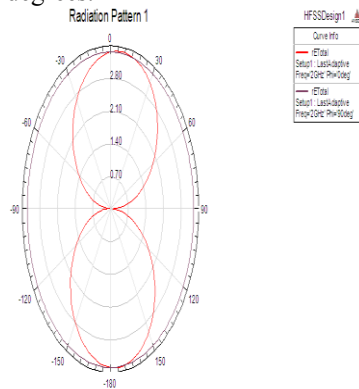 Radiation Pattern 1
HFSSDesign1
Curve Info
rETotal
Setup1 : LastAdaptive
Freq='2GHz' Phi='0deg'
rETotal
Setup1 : LastAdaptive
Freq='2GHz' Phi='90deg'
0
-30
30
2.80
-60
60
2.10
1.40
0.70
-90
90
-120
120
-150
150
-180